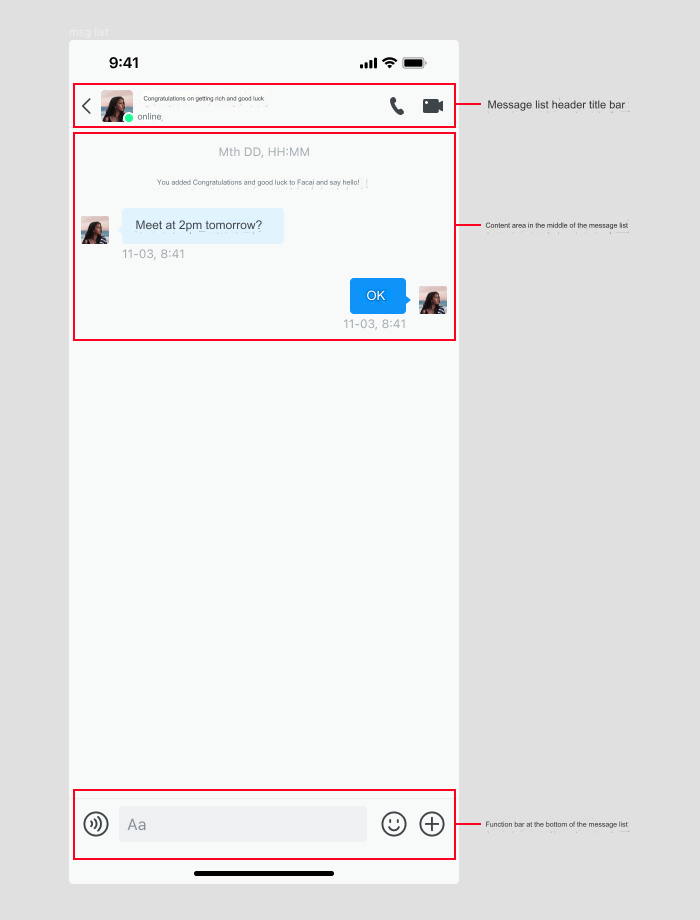 msg list
9:41
Congratulations on getting rich and good luck
online
Message list header title bar
Mth DD, HH:MM
You added Congratulations and good luck to Facai and say hello!
Meet at 2pm tomorrow?
11-03, 8:41
Content area in the middle of the message list
OK
11-03, 8:41
Aa
Function bar at the bottom of the message list